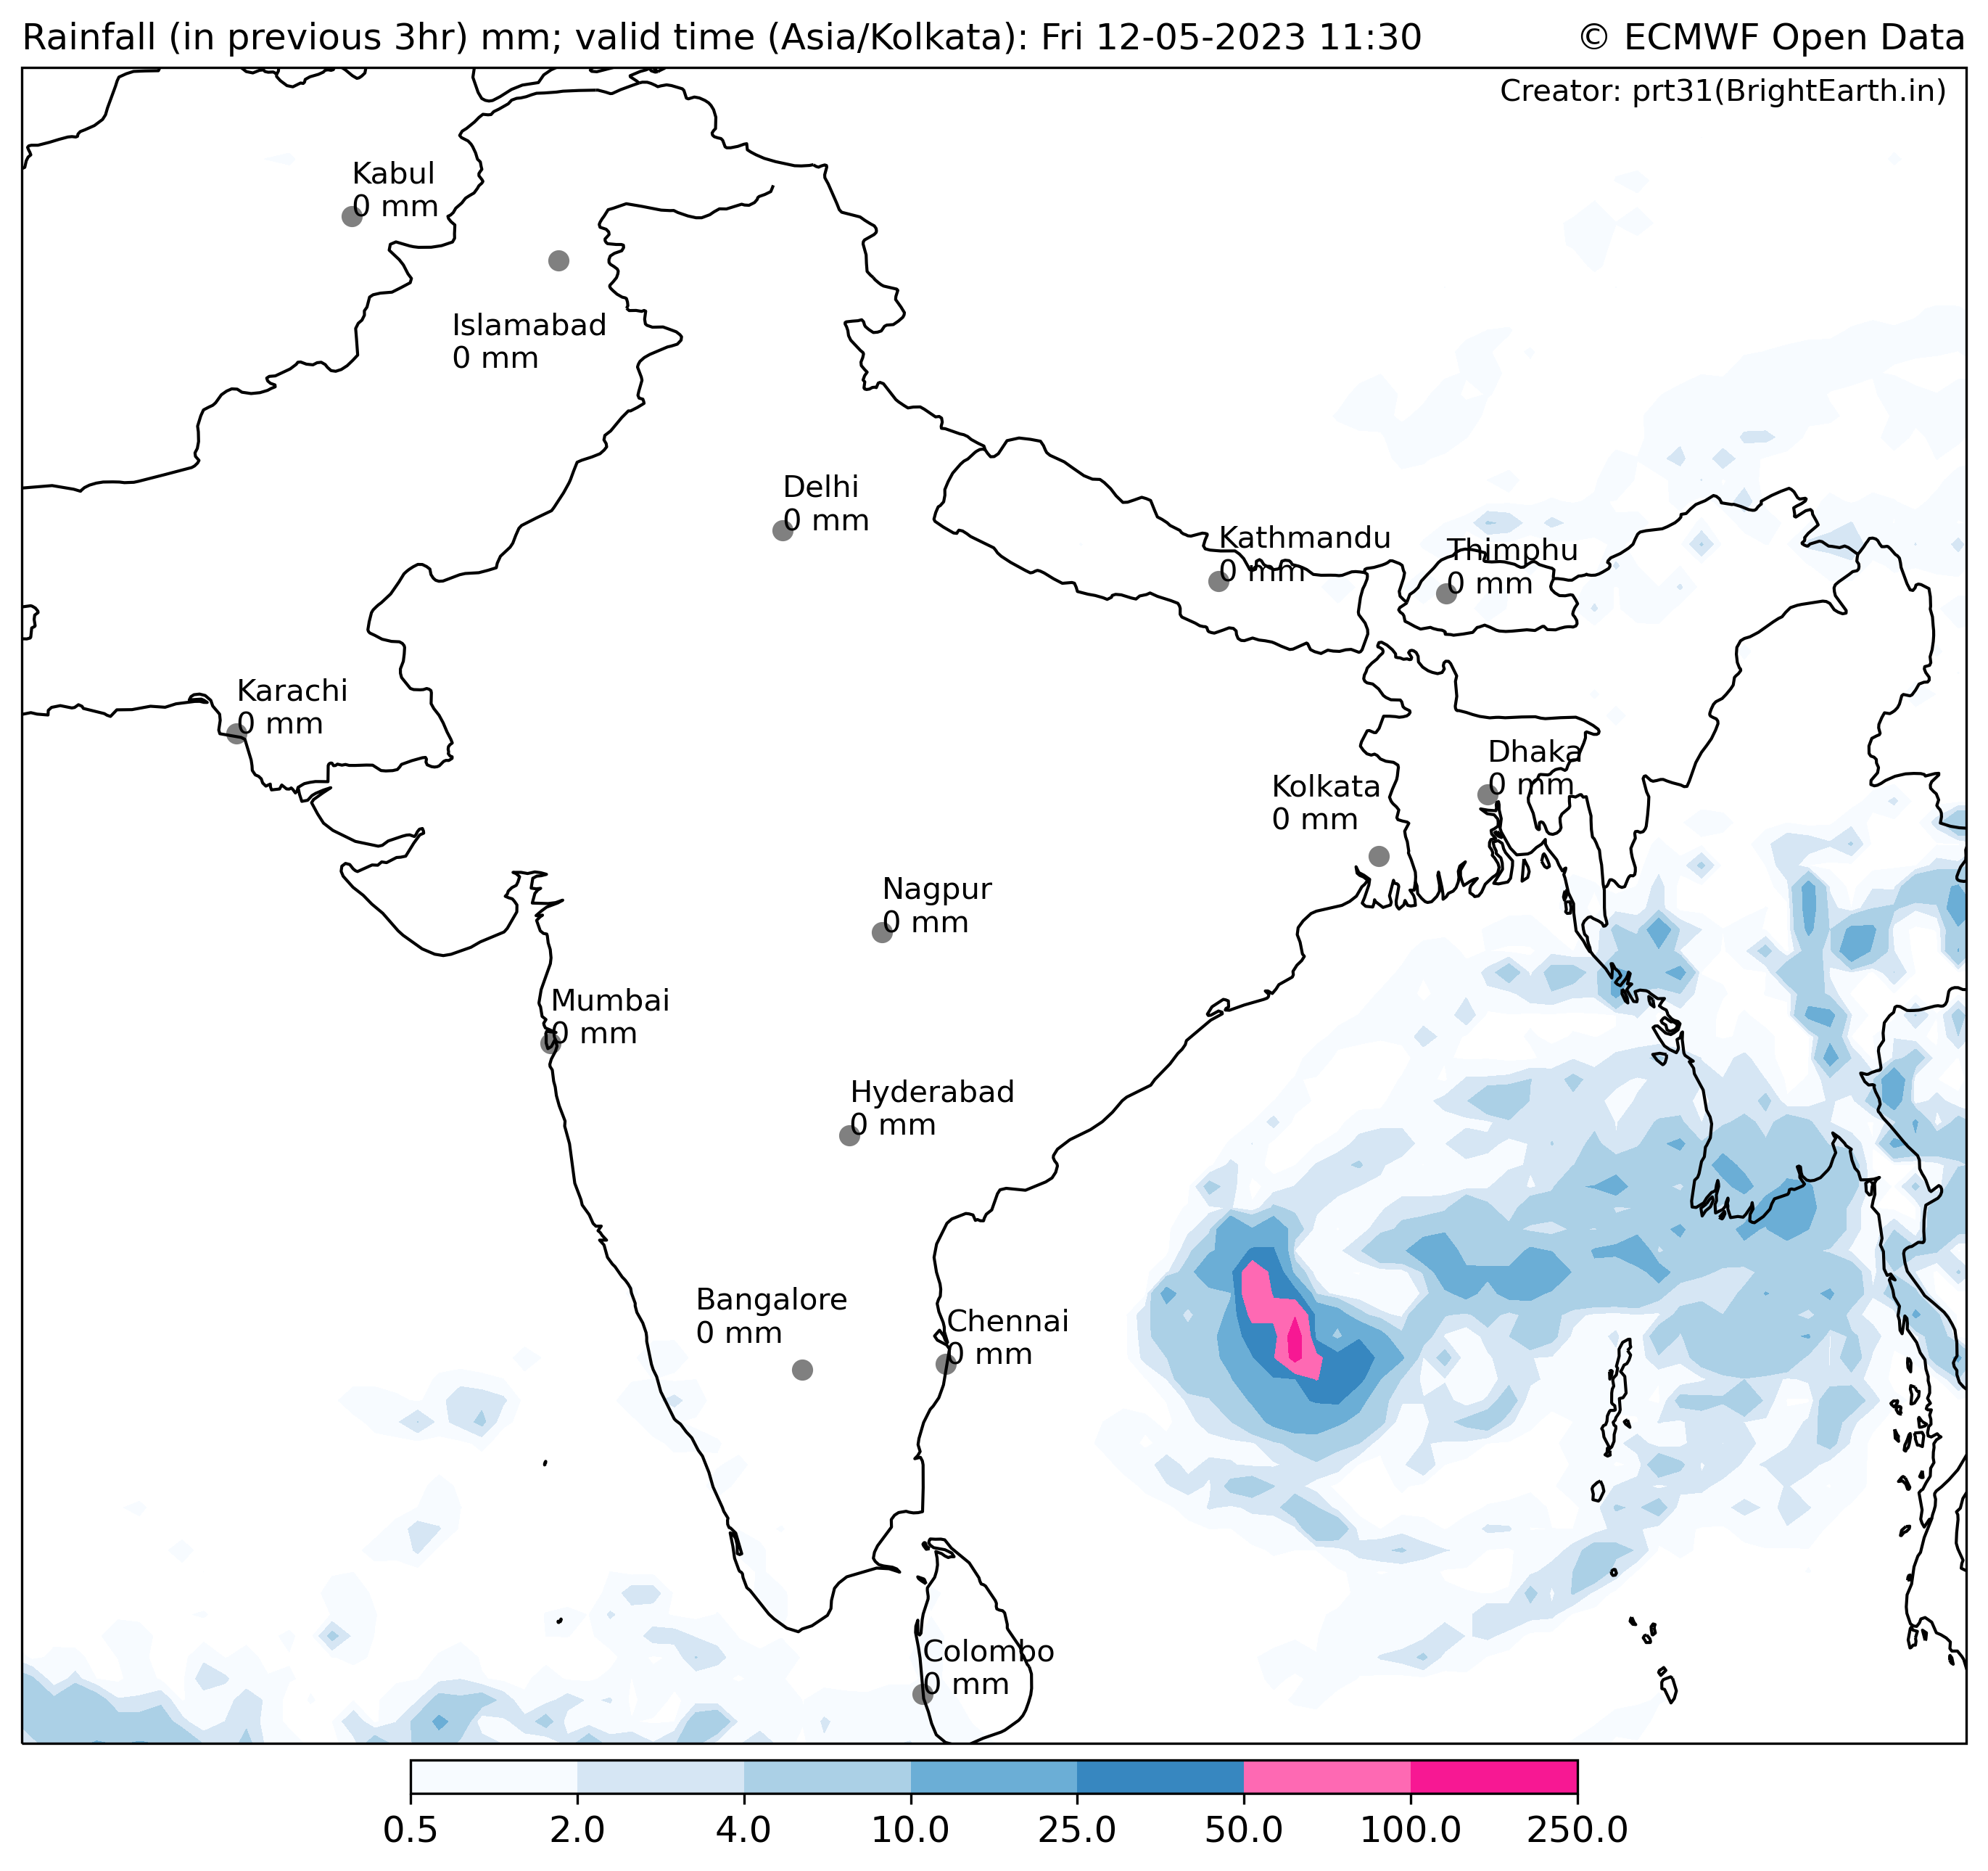 Rainfall (in previous 3hr) mm; valid time (Asia/Kolkata): Fri 12-05-2023 11:30
© ECMWF Open Data
Creator: prt31(BrightEarth.in)
Kabul
0 mm
Islamabad
0 mm
Delhi
0 mm
Kathmandu
0 mm
Thimphu
0 mm
Karachi
0 mm
Dhaka
0 mm
Kolkata
0 mm
Nagpur
0 mm
Mumbai
0 mm
Hyderabad
0 mm
Bangalore
0 mm
Chennai
0 mm
Colombo
0 mm
0.5 2.0 4.0 10.0 25.0 50.0 100.0 250.0